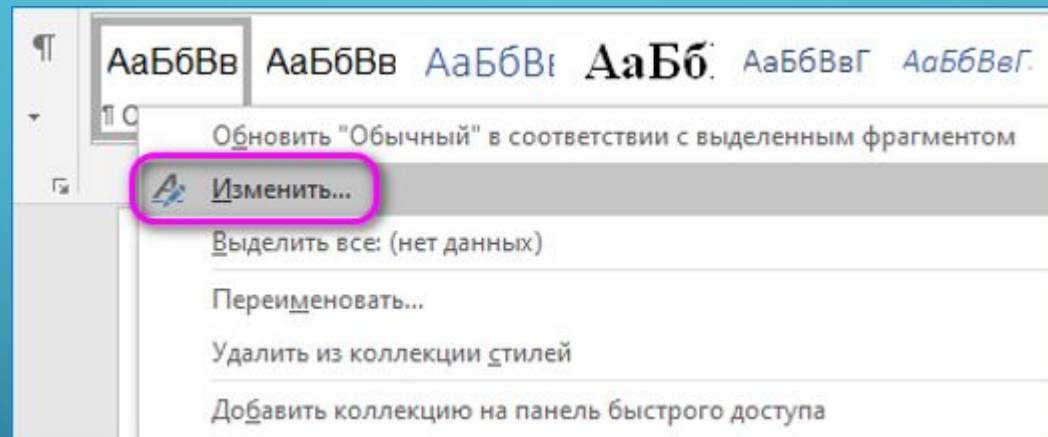 ¶ АаБбВв АаБбВв АаБбВ АаБб АаБбВвГ АаБбВвГ
¶ О
Обновить "Обычный" в соответствии с выделенным фрагментом
Изменить...
Выделить все: (нет данных)
Переименовать...
Удалить из коллекции стилей
Добавить коллекцию на панель быстрого доступа